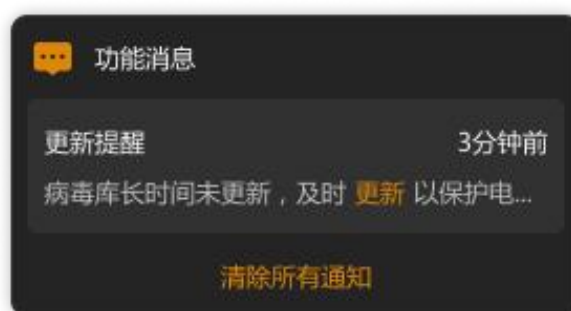 功能消息
更新提醒
3分钟前
病毒库长时间未更新，及时 更新 以保护电...
清除所有通知